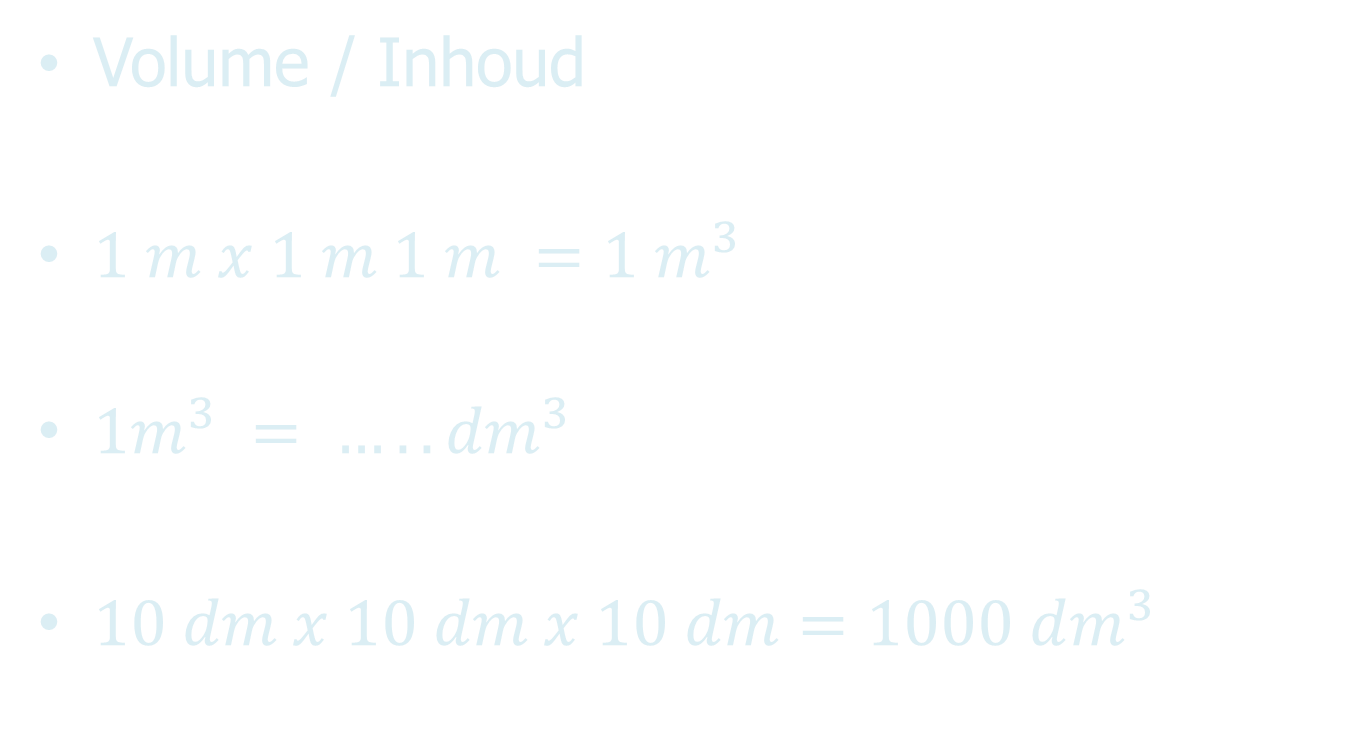 • Volume / Inhoud
• 1 m x 1 m 1 m = 1 m³
• 1m³ = ….. dm³
• 10 dm x 10 dm x 10 dm = 1000 dm³